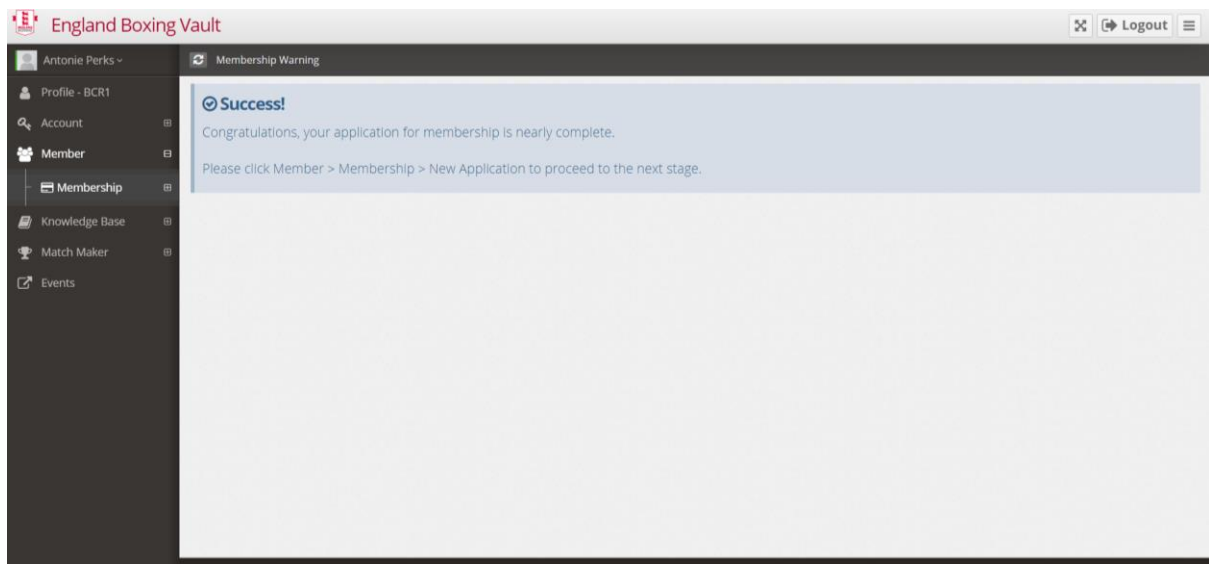 England Boxing Vault
Logout
Antonie Perks
Membership Warning
Profile - BCR1
Account
Member
Membership
Knowledge Base
Match Maker
Events
Success!
Congratulations, your application for membership is nearly complete.
Please click Member > Membership > New Application to proceed to the next stage.